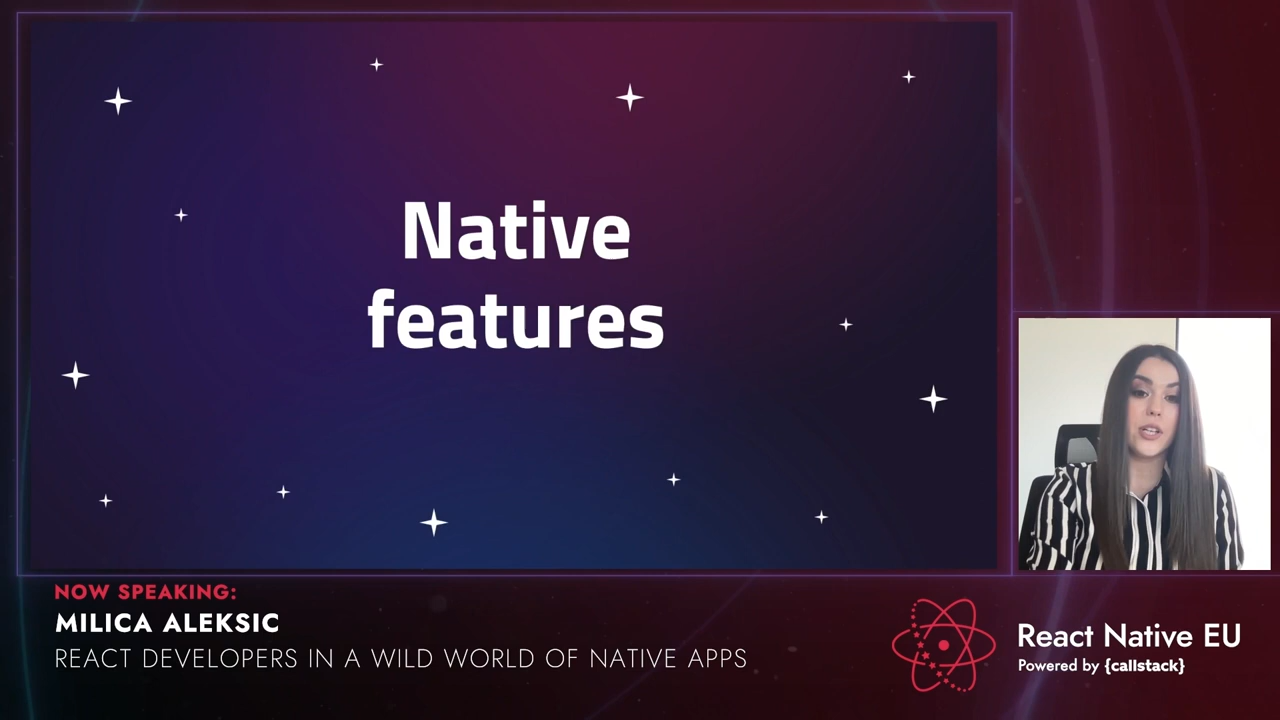 Native
features
NOW SPEAKING:
MILICA ALEKSIC
REACT DEVELOPERS IN A WILD WORLD OF NATIVE APPS
React Native EU
Powered by {callstack}